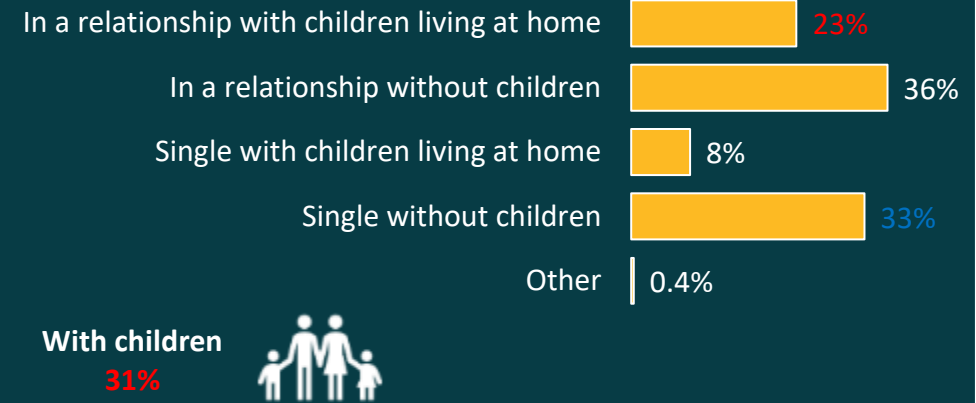 In a relationship with children living at home 23%
In a relationship without children 36%
Single with children living at home 8%
Single without children 33%
Other 0.4%
With children
31%